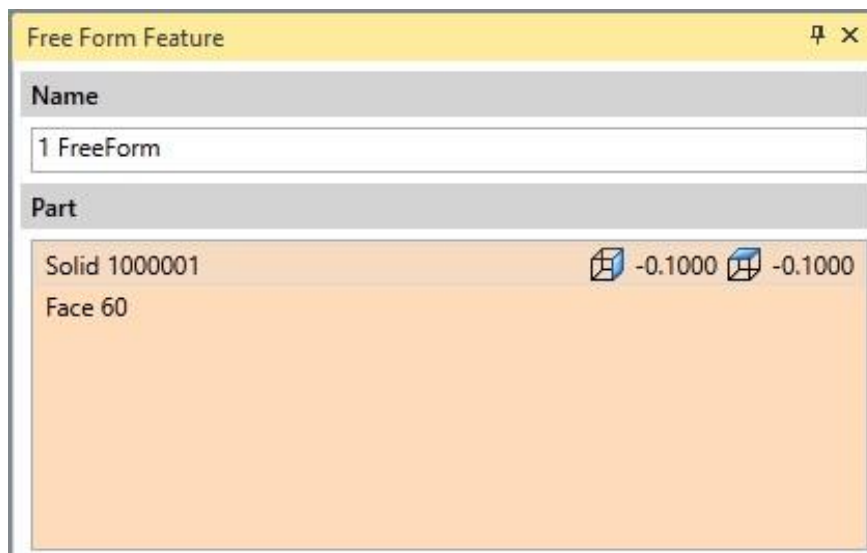 Free Form Feature
Name
1 FreeForm
Part
Solid 1000001 -0.1000 -0.1000
Face 60